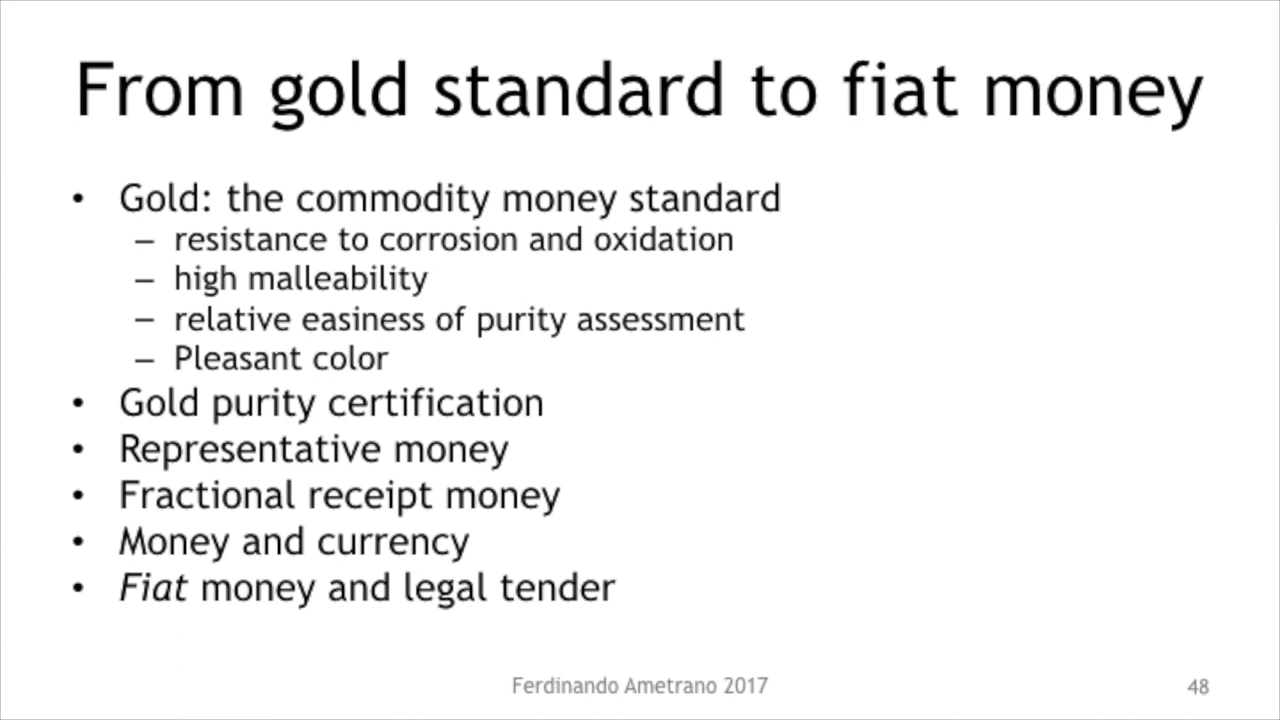 From gold standard to fiat money
• Gold: the commodity money standard
– resistance to corrosion and oxidation
– high malleability
– relative easiness of purity assessment
– Pleasant color
• Gold purity certification
• Representative money
• Fractional receipt money
• Money and currency
• Fiat money and legal tender
Ferdinando Ametrano 2017
48